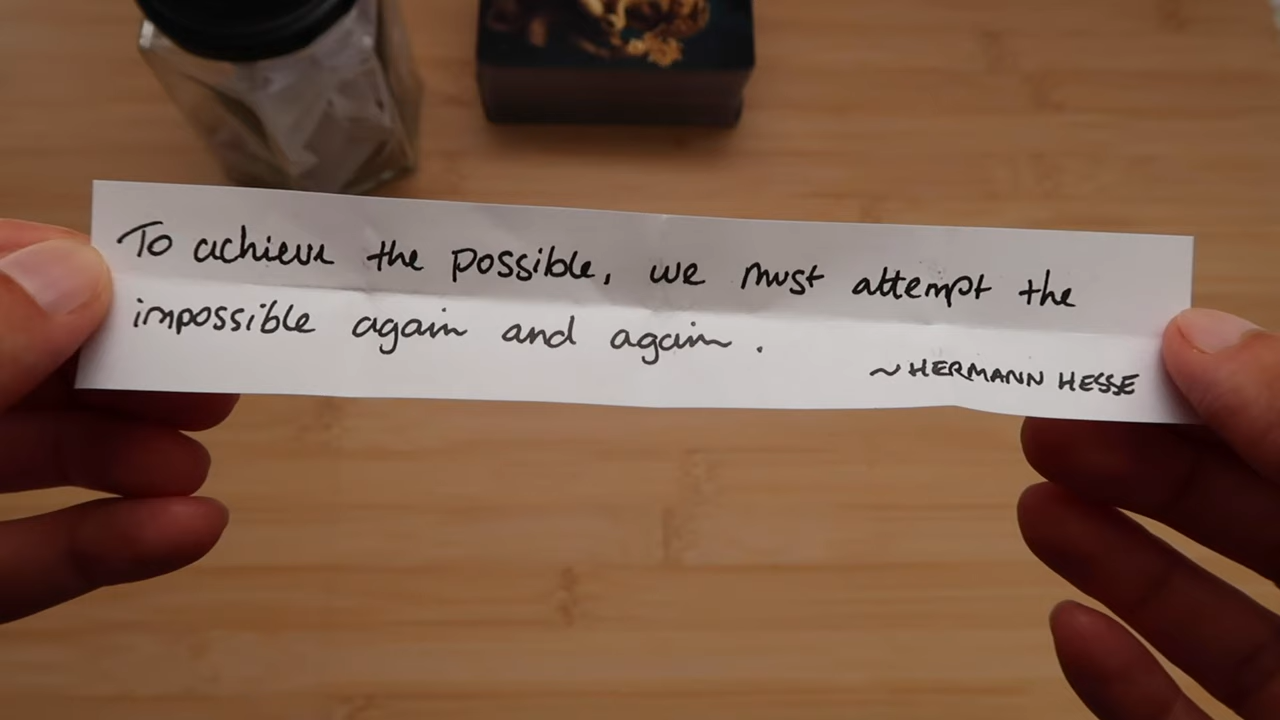 To achieve the possible, we must attempt the
impossible again and again.
~ HERMANN HESSE